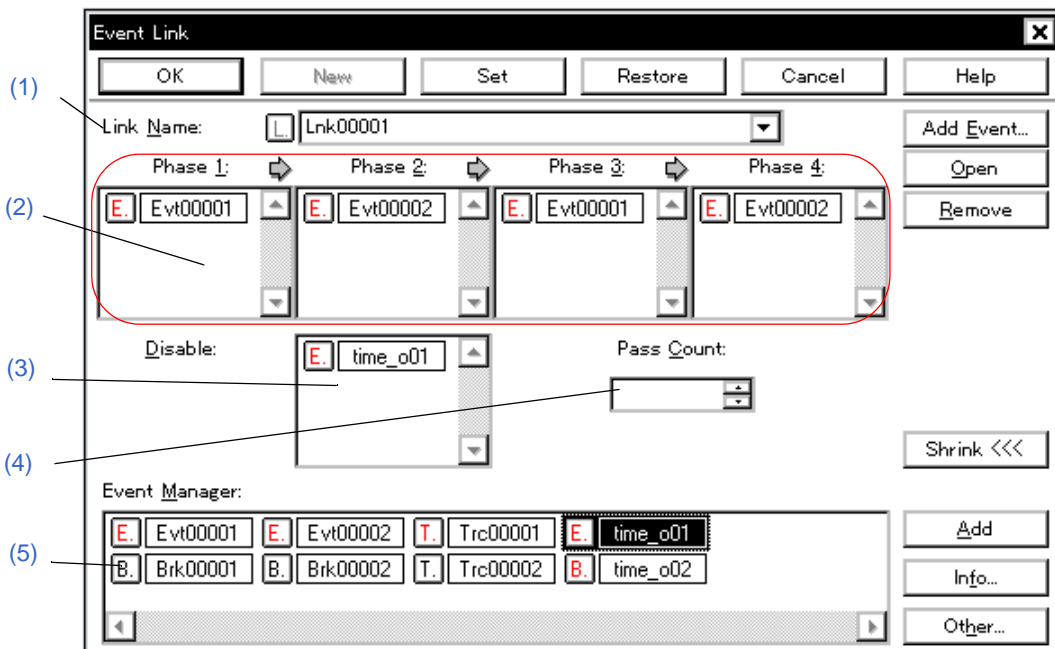 Event Link
OK New Set Restore Cancel Help
(1)
Link Name: L. Lnk00001 Add Event...
Phase 1: Phase 2: Phase 3: Phase 4: Open
(2) E. Evt00001 E. Evt00002 E. Evt00001 E. Evt00002 Remove
Disable: E. time_o01 Pass Count:
(3)
(4) Shrink <<<
Event Manager:
E. Evt00001 E. Evt00002 T. Trc00001 E. time_o01 Add
(5) B. Brk00001 B. Brk00002 T. Trc00002 B. time_o02 Info...
Other...